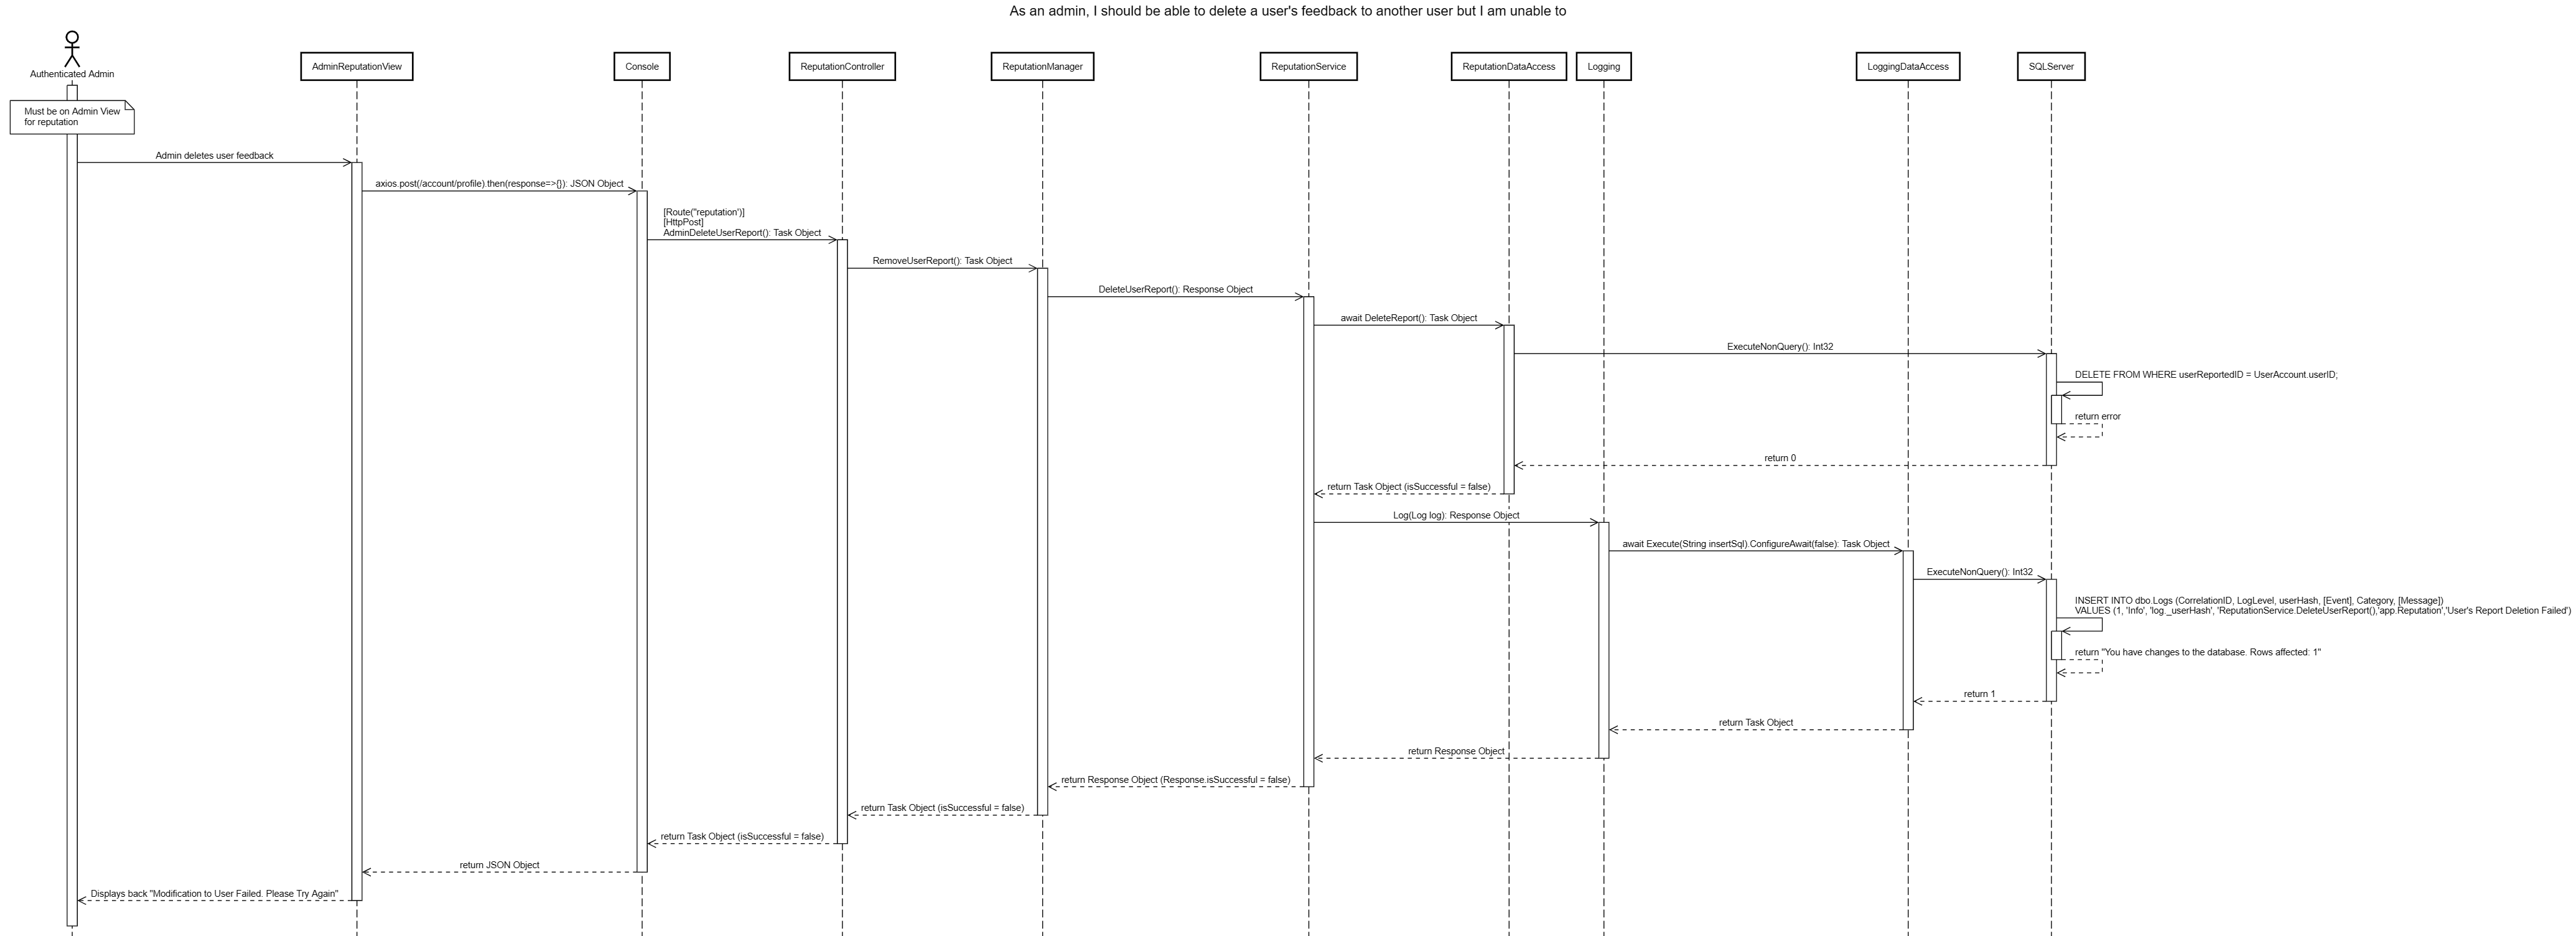 As an admin, I should be able to delete a user's feedback to another user but I am unable to
Authenticated Admin
AdminReputationView
Console
ReputationController
ReputationManager
ReputationService
ReputationDataAccess
Logging
LoggingDataAccess
SQLServer
Must be on Admin View
for reputation
Admin deletes user feedback
axios.post(/account/profile).then(response=>{}): JSON Object
[Route("reputation')]
[HttpPost]
AdminDeleteUserReport(): Task Object
RemoveUserReport(): Task Object
DeleteUserReport(): Response Object
await DeleteReport(): Task Object
ExecuteNonQuery(): Int32
DELETE FROM WHERE userReportedID = UserAccount.userID;
return error
return 0
return Task Object (isSuccessful = false)
Log(Log log): Response Object
await Execute(String insertSql).ConfigureAwait(false): Task Object
ExecuteNonQuery(): Int32
INSERT INTO dbo.Logs (CorrelationID, LogLevel, userHash, [Event], Category, [Message])
VALUES (1, 'Info', 'log._userHash', 'ReputationService.DeleteUserReport(),'app.Reputation','User's Report Deletion Failed')
return "You have changes to the database. Rows affected: 1"
return 1
return Task Object
return Response Object
return Response Object (Response.isSuccessful = false)
return Task Object (isSuccessful = false)
return Task Object (isSuccessful = false)
return JSON Object
Displays back "Modification to User Failed. Please Try Again"